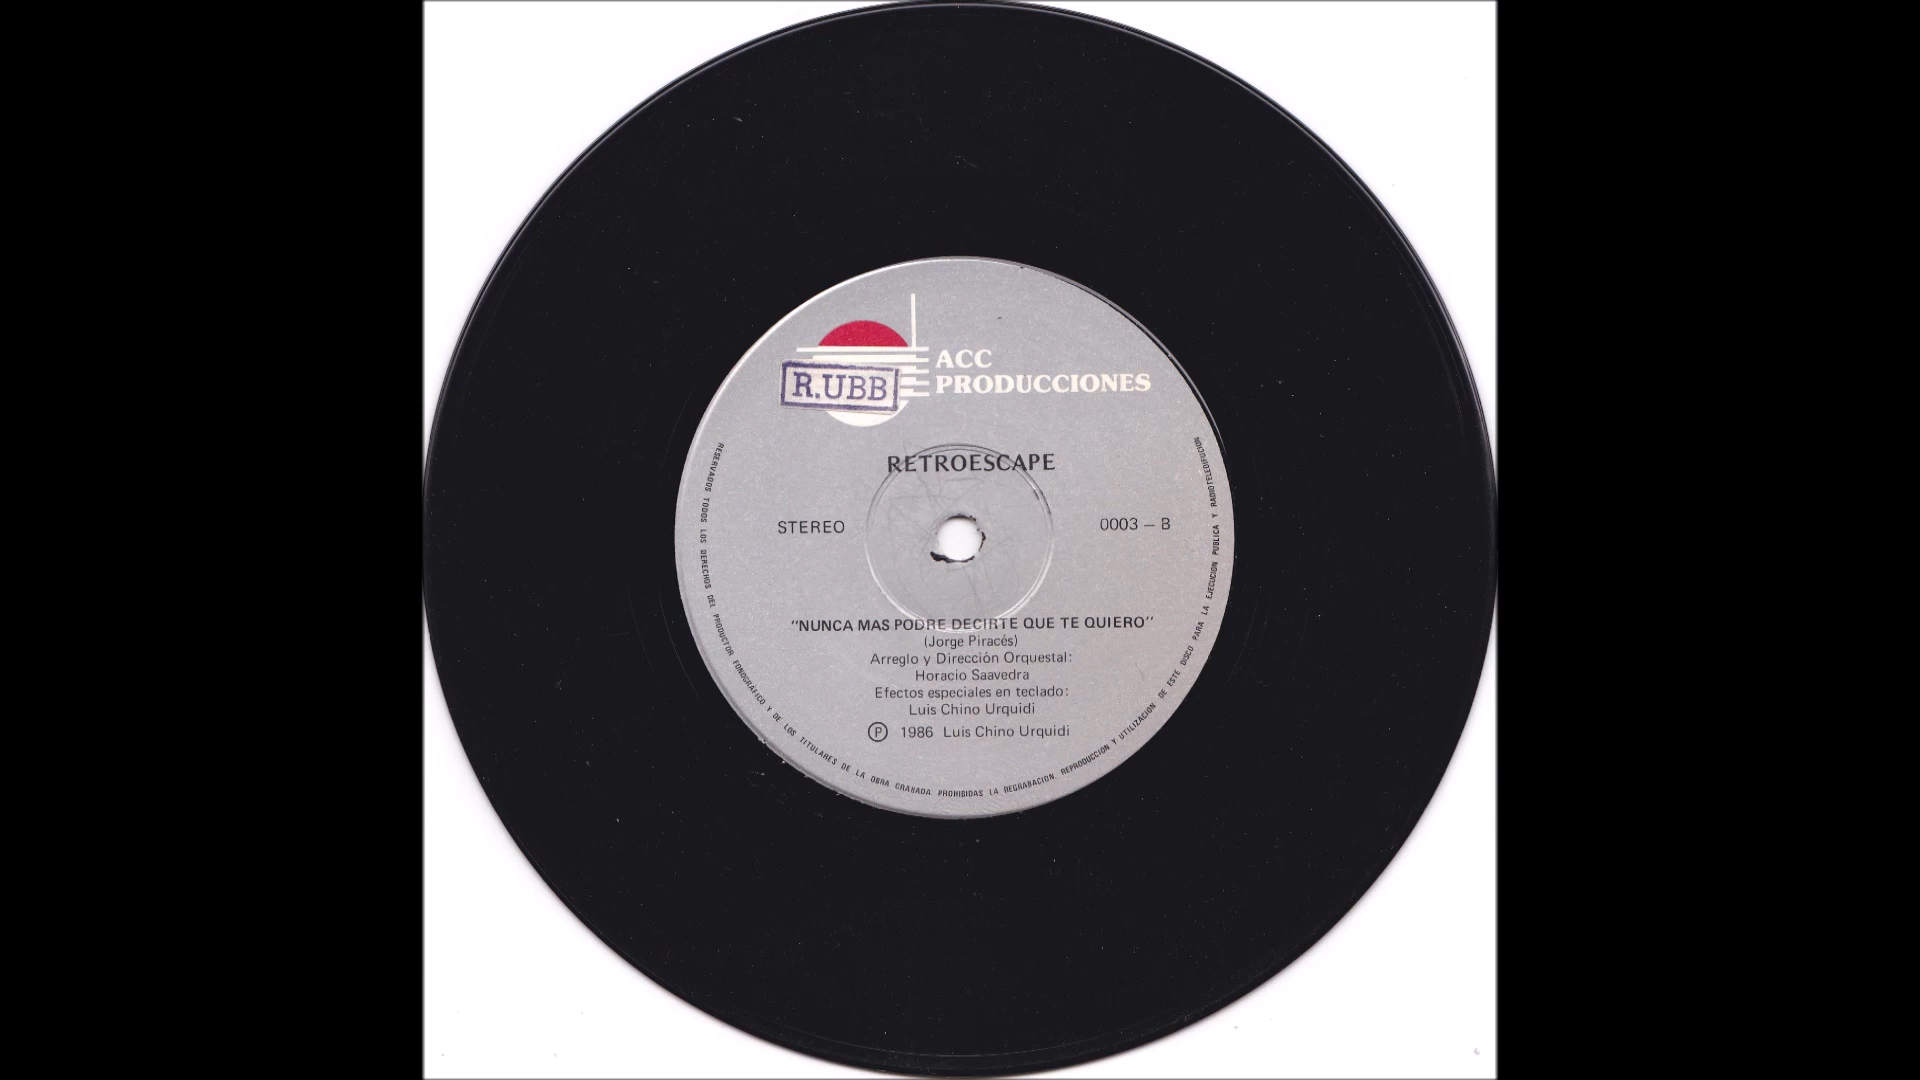 ACC
PRODUCCIONES
R.UBB
RETROESCAPE
STEREO
0003 – B
"NUNCA MAS PODRE DECIRTE QUE TE QUIERO"
(Jorge Piracés)
Arreglo y Dirección Orquestal:
Horacio Saavedra
Efectos especiales en teclado:
Luis Chino Urquidi
Ⓟ 1986 Luis Chino Urquidi
RESERVADOS TODOS LOS DERECHOS DEL PRODUCTOR FONOGRÁFICO Y DE LOS TITULARES DE LA OBRA GRABADA. PROHIBIDAS LA REGRABACION, REPRODUCCION Y UTILIZACION DE ESTE DISCO PARA LA EJECUCION PUBLICA Y RADIOTELEDIFUCION